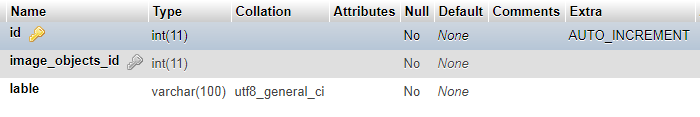 Name Type Collation Attributes Null Default Comments Extra
id int(11) No None AUTO_INCREMENT
image_objects_id int(11) No None
lable varchar(100) utf8_general_ci No None